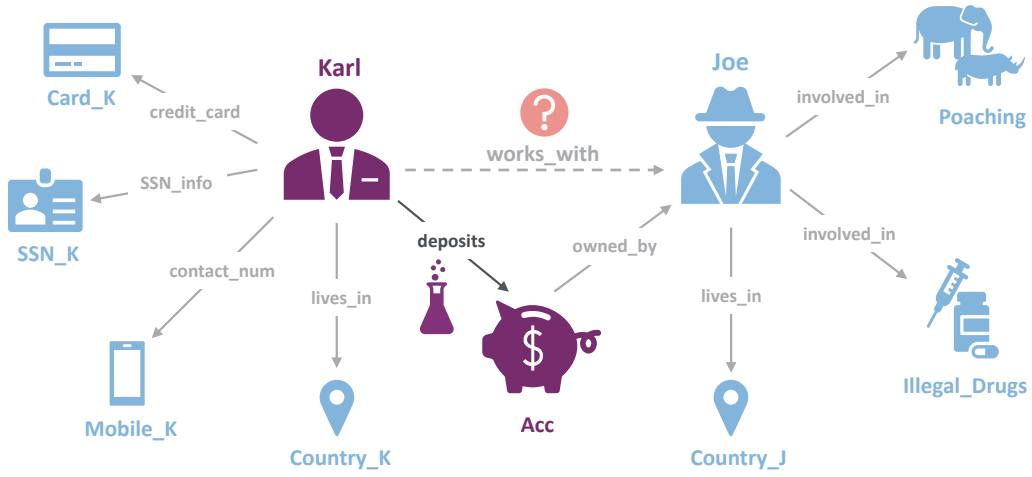 Karl
Joe
Card_K
credit_card
?
works_with
involved_in
Poaching
SSN_info
SSN_K
deposits
owned_by
involved_in
contact_num
lives_in
lives_in
$
Mobile_K
Country_K
Acc
Country_J
Illegal_Drugs